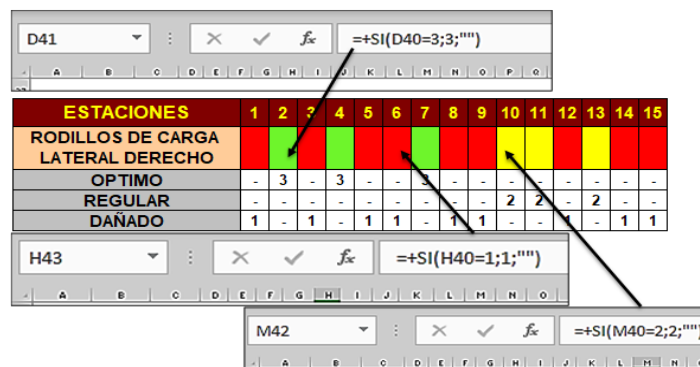 D41 =+SI(D40=3;3;"")
A B C D E F G H I J K L M N O P Q
ESTACIONES 1 2 3 4 5 6 7 8 9 10 11 12 13 14 15
RODILLOS DE CARGA
LATERAL DERECHO
OPTIMO - 3 - 3 - - 3 - - - - - - - -
REGULAR - - - - - - - - - 2 2 - 2 - -
DAÑADO 1 - 1 - 1 1 - 1 1 - - 1 - 1 1
H43 fx =+SI(H40=1;1;"")
A B C D E F G H I J K L M N O
M42 fx =+SI(M40=2;2;"")
A B C D E F G H I J K L M N